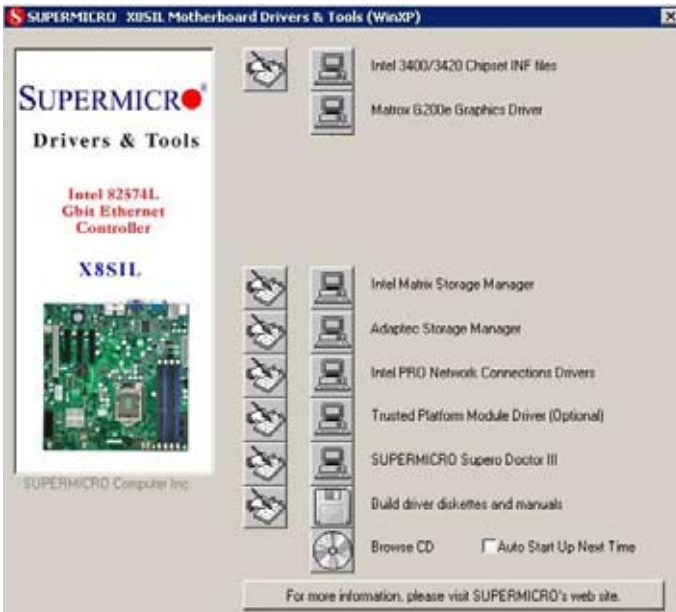 SUPERMICRO X8SIL Motherboard Drivers & Tools (WinXP)
SUPERMICRO
Drivers & Tools
Intel 82574L
Gbit Ethernet
Controller
X8SIL
SUPERMICRO Computer Inc.
Intel 3400/3420 Chipset INF files
Matrox G200e Graphics Driver
Intel Matrix Storage Manager
Adaptec Storage Manager
Intel PRO Network Connections Drivers
Trusted Platform Module Driver (Optional)
SUPERMICRO Supero Doctor III
Build driver diskettes and manuals
Browse CD
Auto Start Up Next Time
For more information, please visit SUPERMICRO's web site.